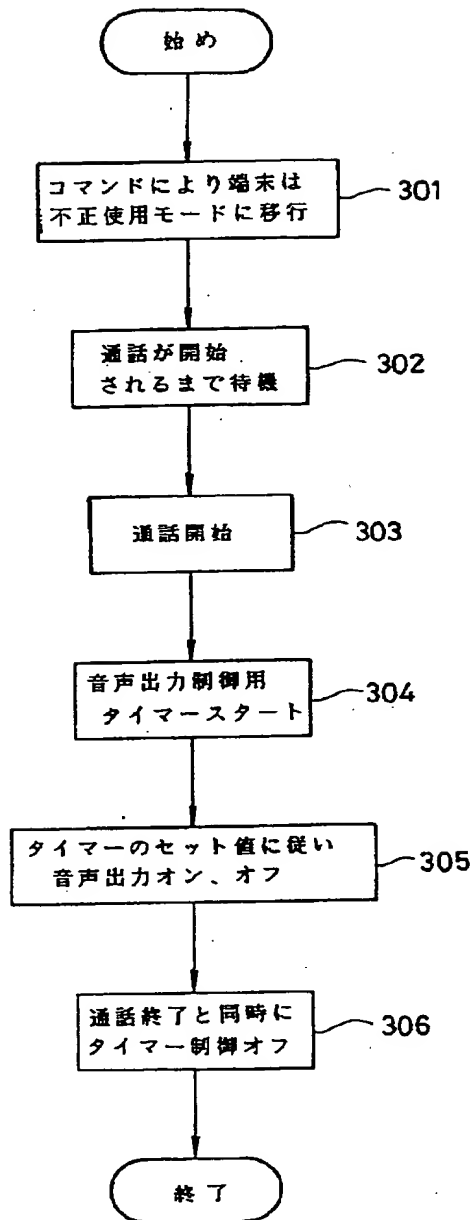 始め
コマンドにより端末は
不正使用モードに移行
301
通話が開始
されるまで待機
302
通話開始
303
音声出力制御用
タイマースタート
304
タイマーのセット値に従い
音声出力オン、オフ
305
通話終了と同時に
タイマー制御オフ
306
終了